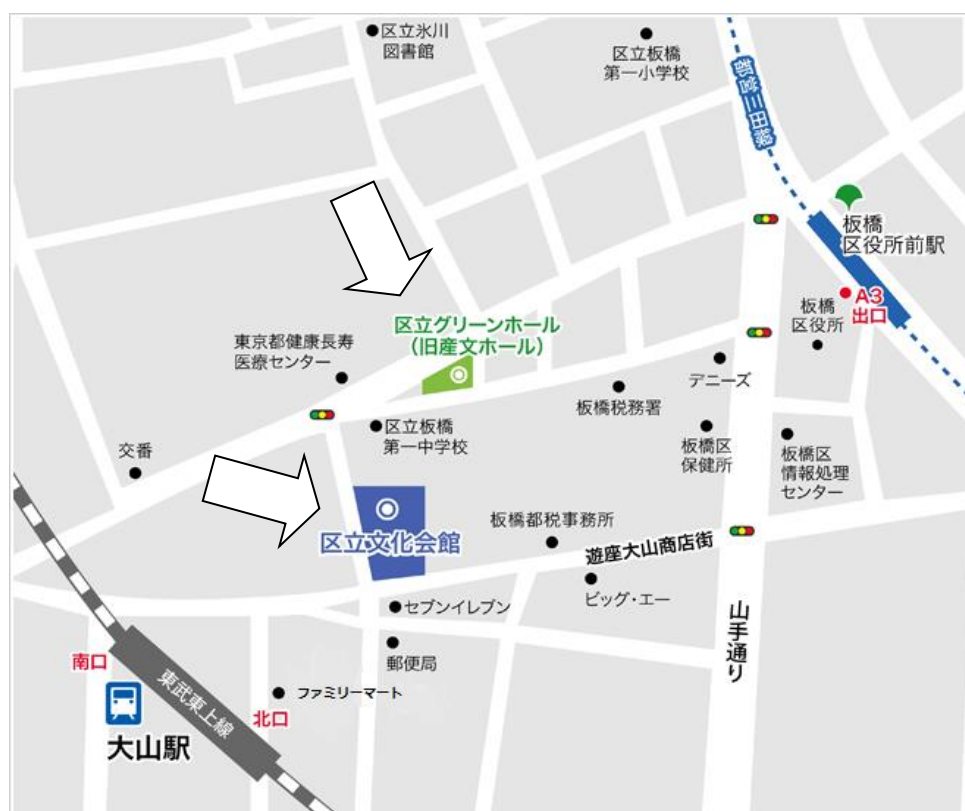 区立氷川
図書館
区立板橋
第一小学校
都営三田線
板橋
区役所前駅
A3
出口
板橋
区役所
区立グリーンホール
(旧産文ホール)
東京都健康長寿
医療センター
デニーズ
板橋税務署
区立板橋
第一中学校
板橋区
保健所
板橋区
情報処理
センター
交番
区立文化会館
板橋都税事務所
遊座大山商店街
ビッグ・エー
セブンイレブン
山手通り
郵便局
南口
ファミリーマート
北口
東武東上線
大山駅